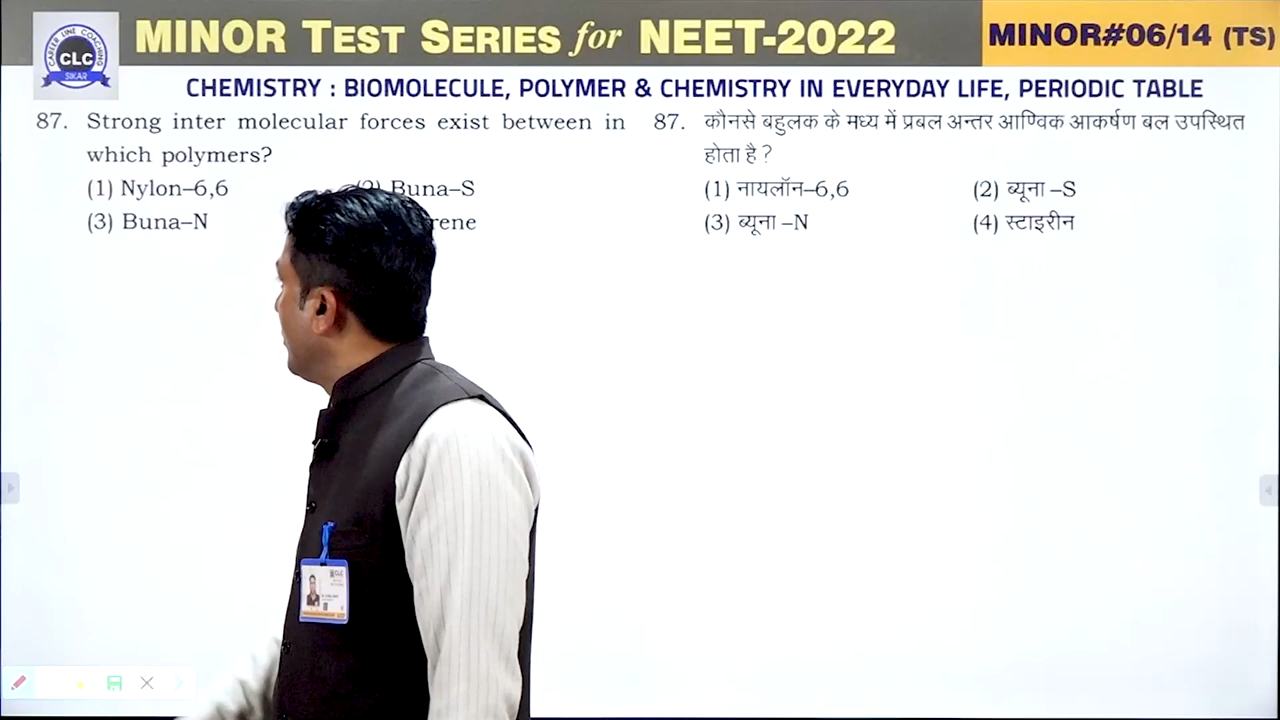 MINOR TEST SERIES for NEET-2022
MINOR#06/14 (TS)
CAREER LINE COACHING
CLC
SIKAR
CHEMISTRY : BIOMOLECULE, POLYMER & CHEMISTRY IN EVERYDAY LIFE, PERIODIC TABLE
87. Strong inter molecular forces exist between in
which polymers?
(1) Nylon–6,6 (2) Buna–S
(3) Buna–N
87. कौनसे बहुलक के मध्य में प्रबल अन्तर आण्विक आकर्षण बल उपस्थित
होता है ?
(1) नायलॉन–6,6 (2) ब्यूना –S
(3) ब्यूना –N (4) स्टाइरीन
CLC